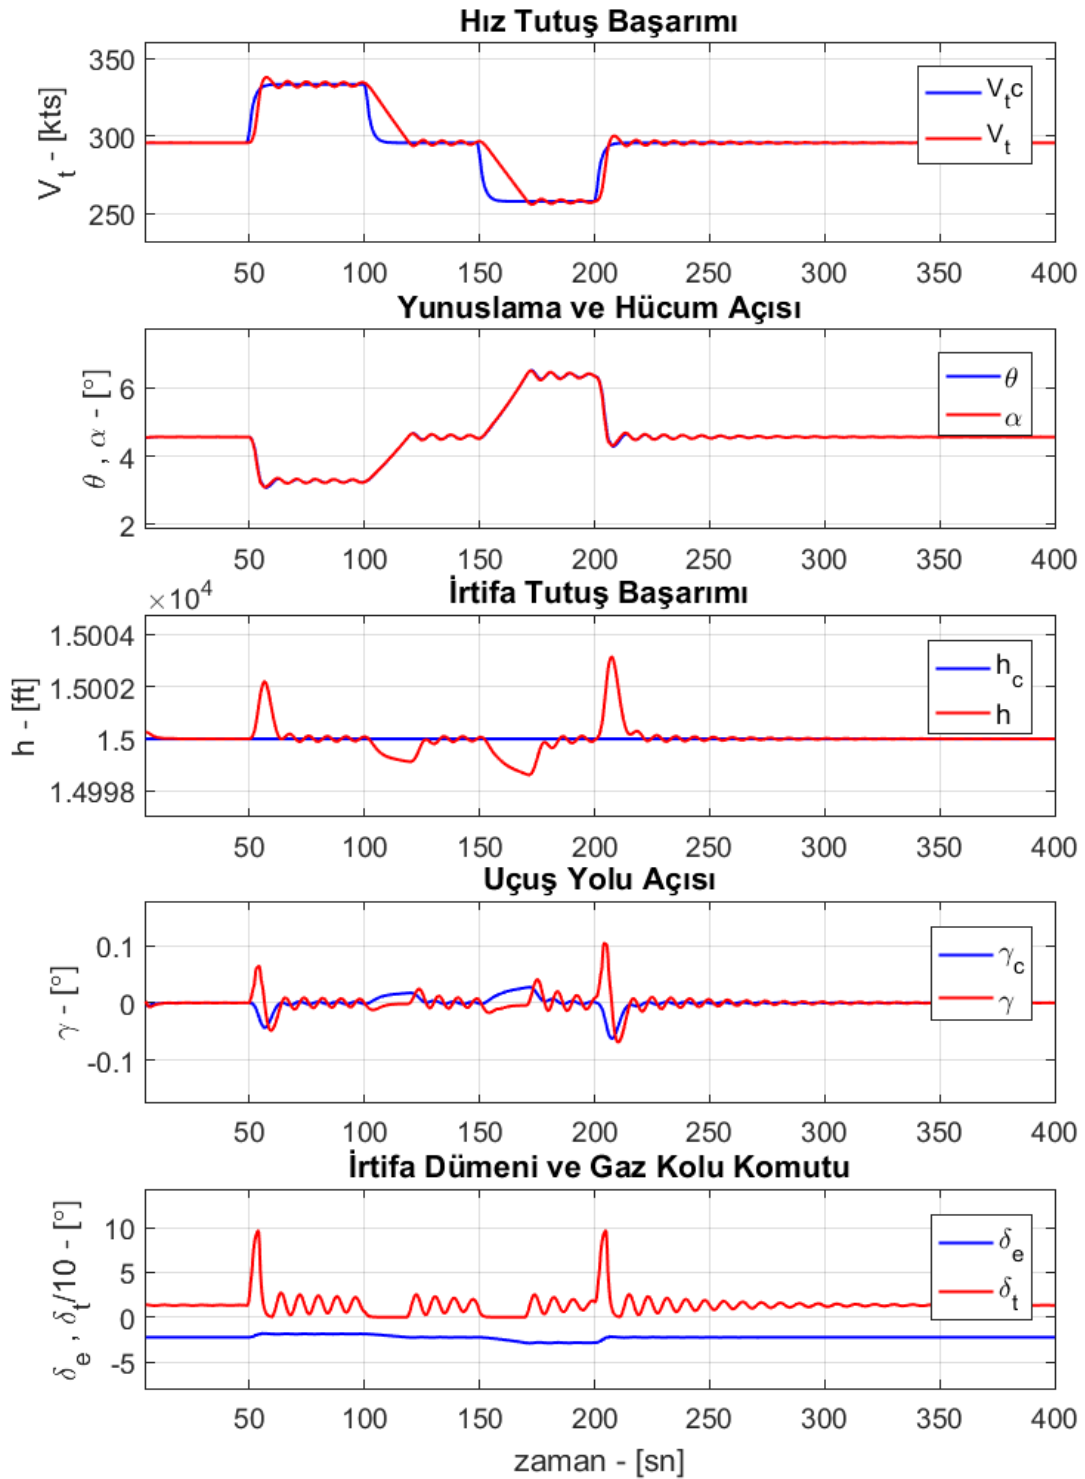 Hız Tutuş Başarımı
V_t - [kts]
350
300
250
V_tc
V_t
50 100 150 200 250 300 350 400
Yunuslama ve Hücum Açısı
θ , α - [°]
6
4
2
θ
α
50 100 150 200 250 300 350 400
İrtifa Tutuş Başarımı
×10^4
h - [ft]
1.5004
1.5002
1.5
1.4998
h_c
h
50 100 150 200 250 300 350 400
Uçuş Yolu Açısı
γ - [°]
0.1
0
-0.1
γ_c
γ
50 100 150 200 250 300 350 400
İrtifa Dümeni ve Gaz Kolu Komutu
δ_e , δ_t/10 - [°]
10
5
0
-5
δ_e
δ_t
50 100 150 200 250 300 350 400
zaman - [sn]